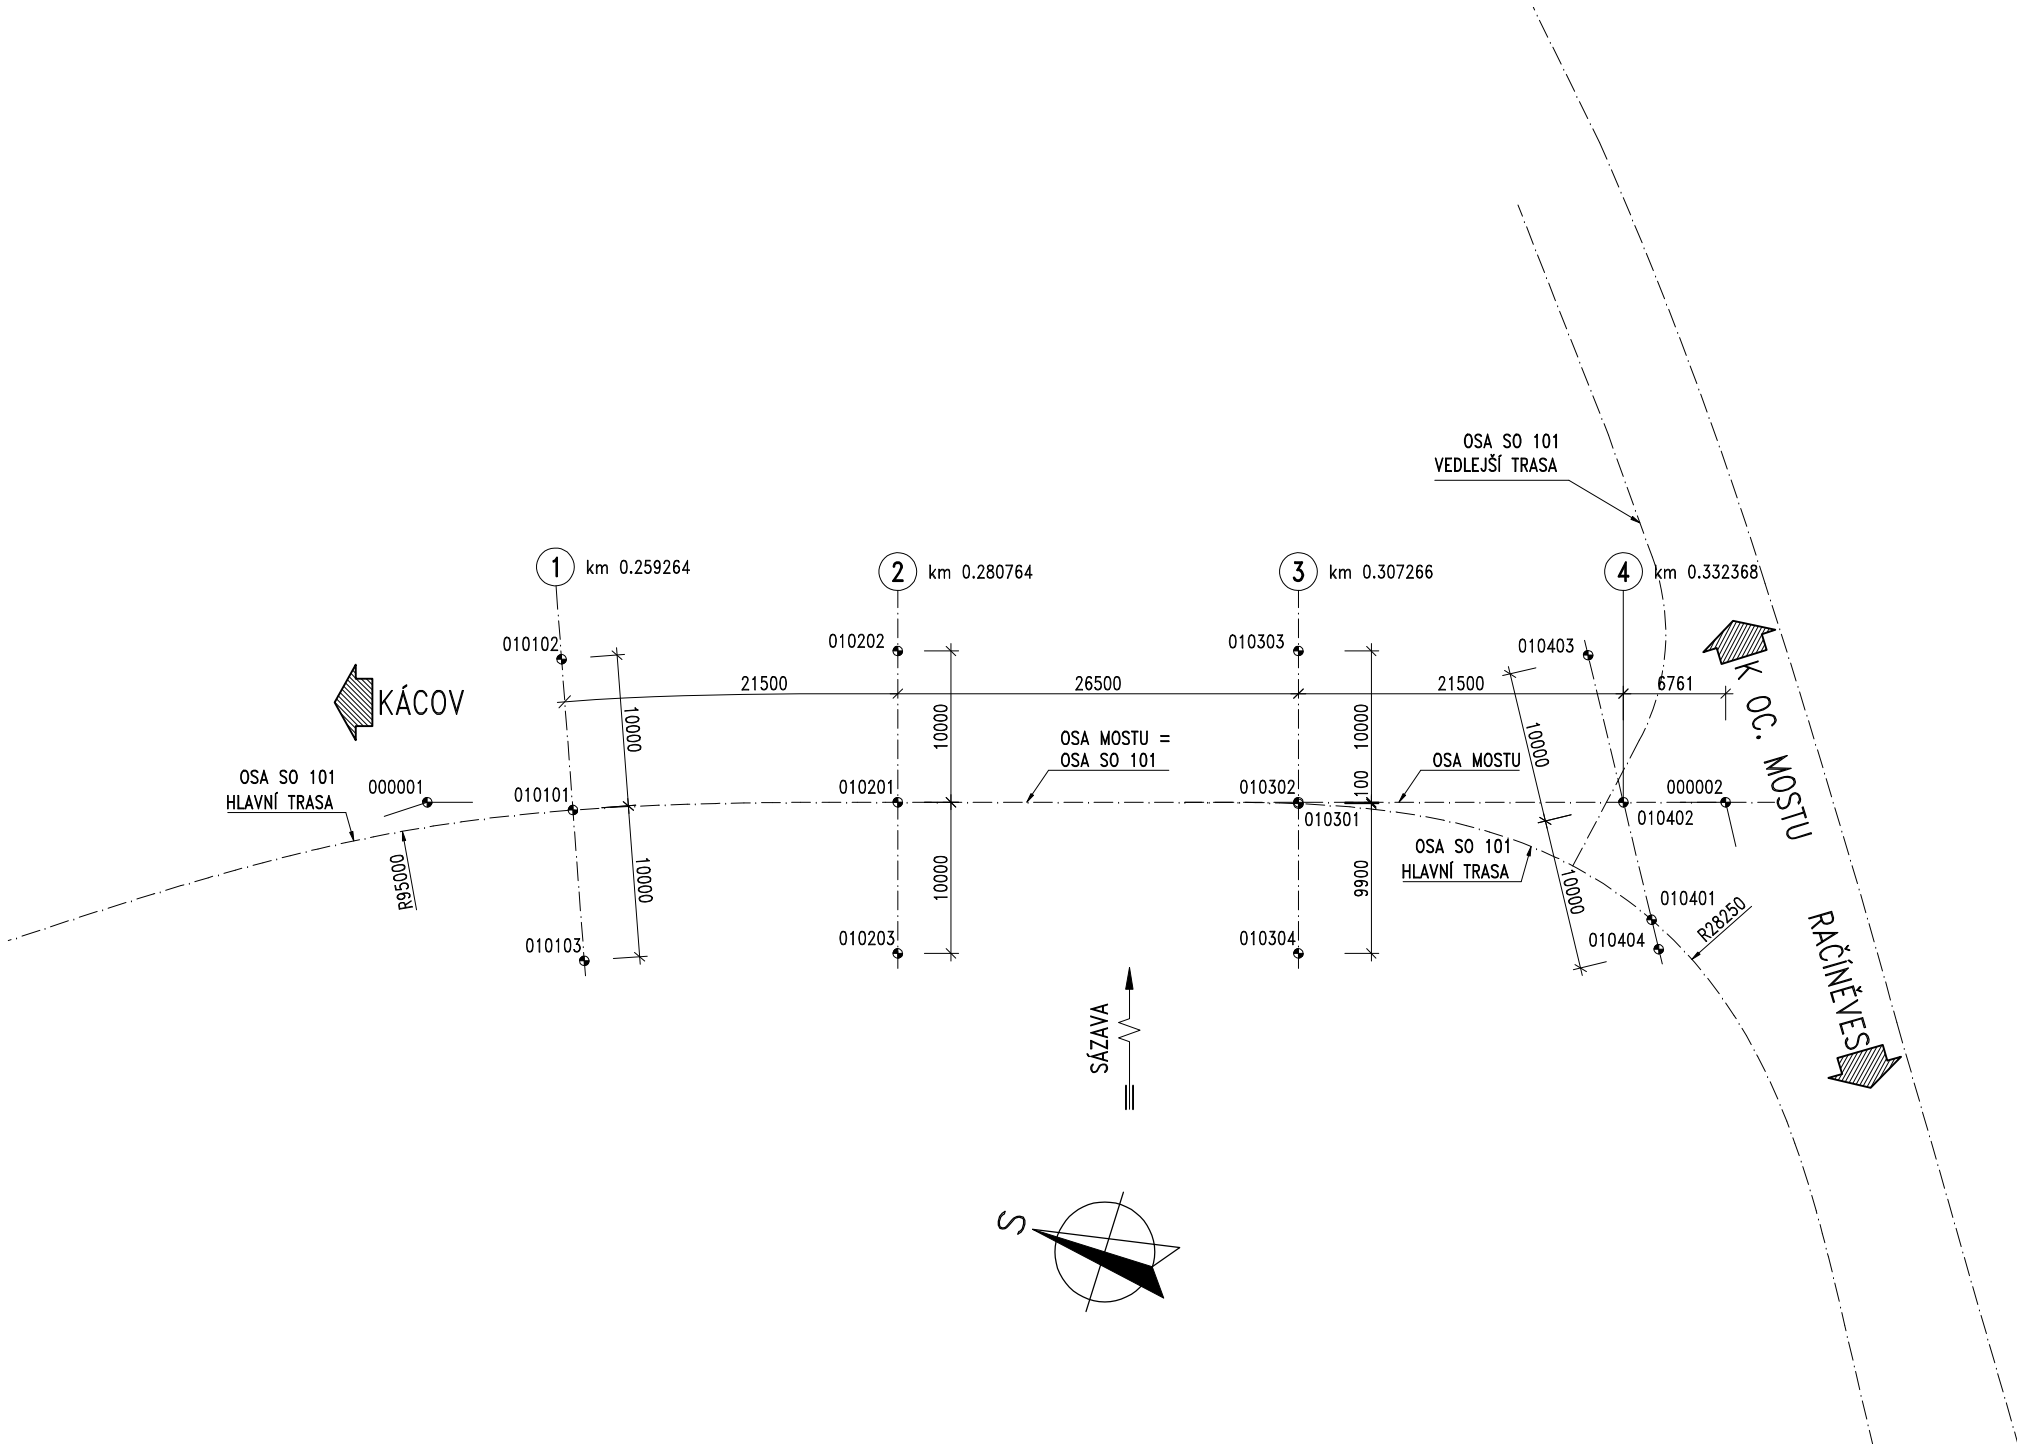 OSA SO 101
VEDLEJŠÍ TRASA
1
km 0.259264
2
km 0.280764
3
km 0.307266
4
km 0.332368
010102
010202
010303
010403
KÁCOV
21500
26500
21500
6761
10000
10000
10000
10000
K OC. MOSTU
OSA MOSTU =
OSA SO 101
OSA MOSTU
OSA SO 101
HLAVNÍ TRASA
000001
010101
010201
010302
100
000002
010301
010402
R95000
10000
10000
9900
10000
OSA SO 101
HLAVNÍ TRASA
010401
R28250
010103
010203
010304
010404
RAČÍNĚVES
SÁZAVA
S